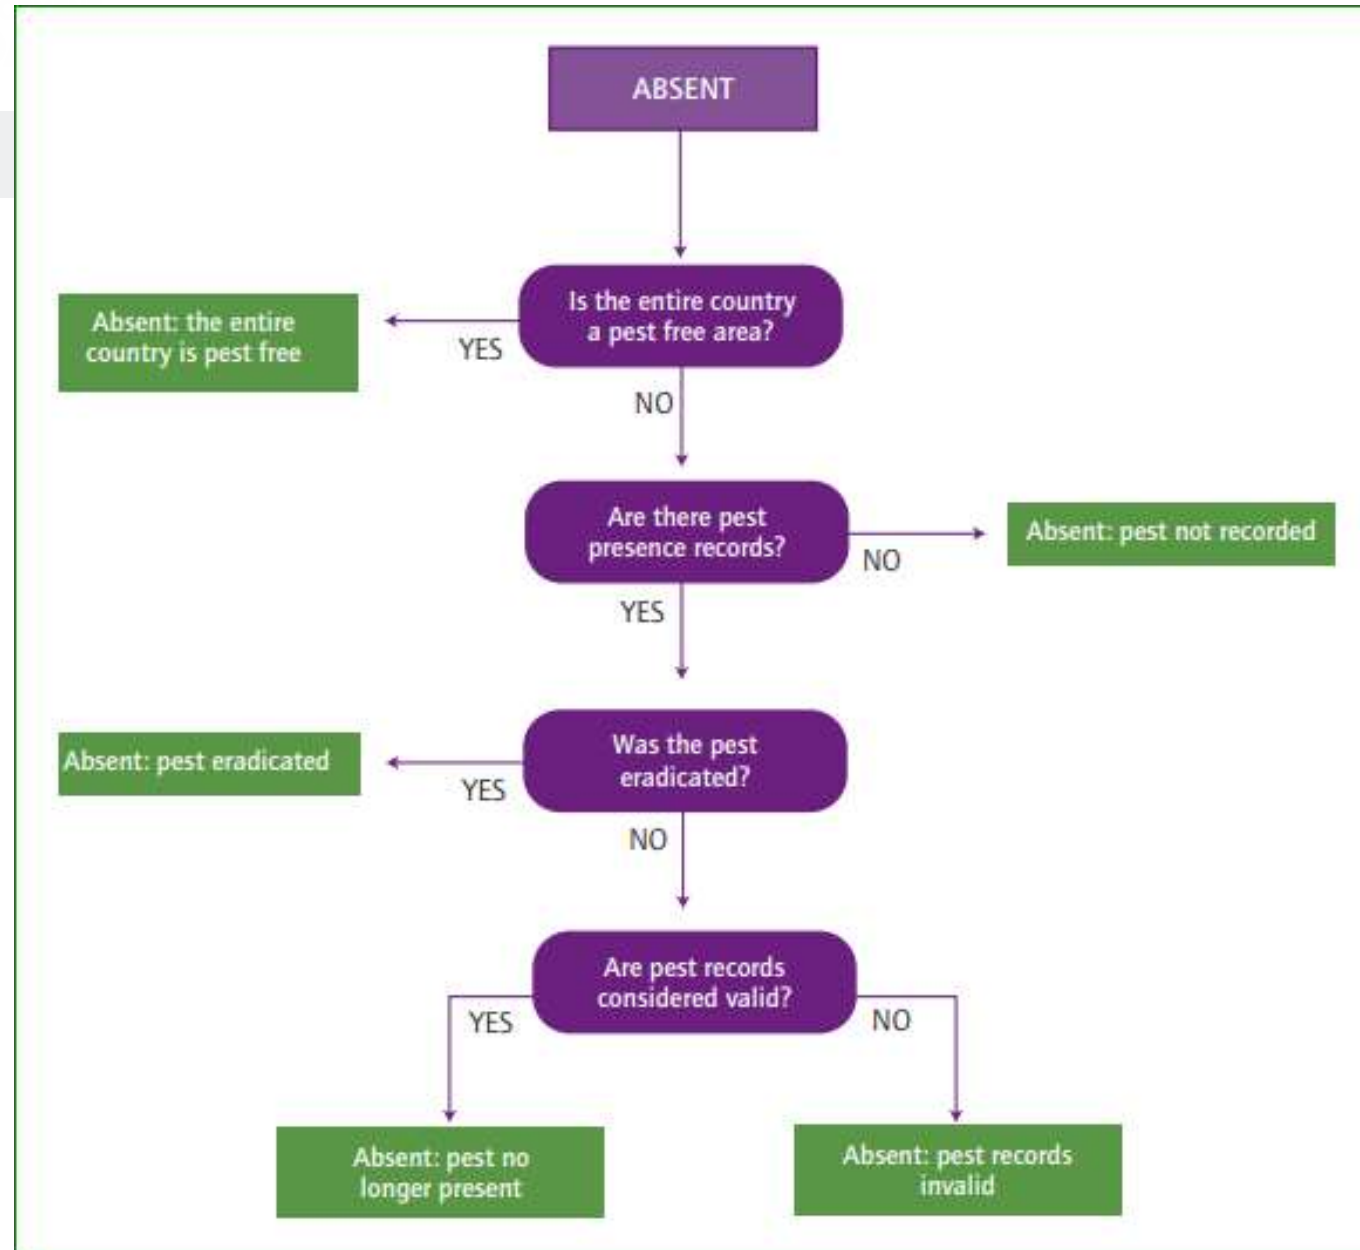 ABSENT
Is the entire country
a pest free area?
Absent: the entire
country is pest free
YES
NO
Are there pest
presence records?
Absent: pest not recorded
NO
YES
Was the pest
eradicated?
Absent: pest eradicated
YES
NO
Are pest records
considered valid?
YES
NO
Absent: pest no
longer present
Absent: pest records
invalid